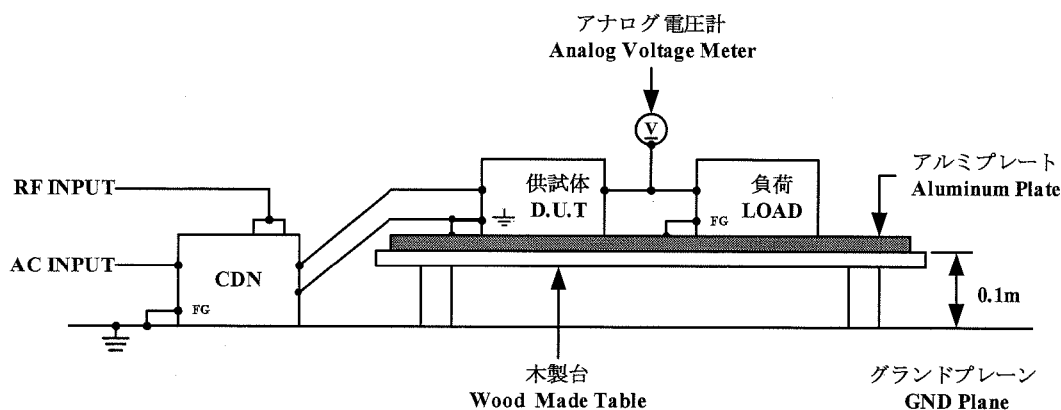 アナログ電圧計
Analog Voltage Meter
V
RF INPUT
AC INPUT
CDN
FG
供試体
D.U.T
負荷
LOAD
FG
アルミプレート
Aluminum Plate
0.1m
木製台
Wood Made Table
グランドプレーン
GND Plane